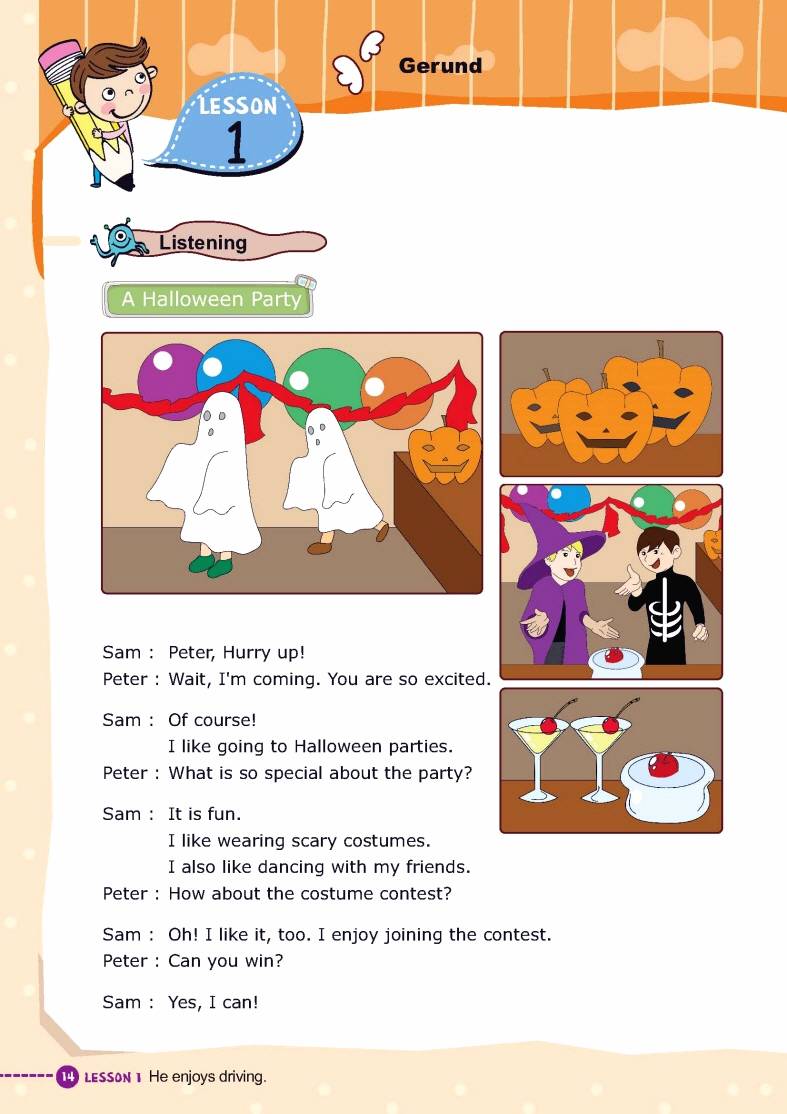 Gerund
LESSON
1
Listening
A Halloween Party
Sam : Peter, Hurry up!
Peter : Wait, I'm coming. You are so excited.
Sam : Of course!
I like going to Halloween parties.
Peter : What is so special about the party?
Sam : It is fun.
I like wearing scary costumes.
I also like dancing with my friends.
Peter : How about the costume contest?
Sam : Oh! I like it, too. I enjoy joining the contest.
Peter : Can you win?
Sam : Yes, I can!
14 LESSON 1 He enjoys driving.